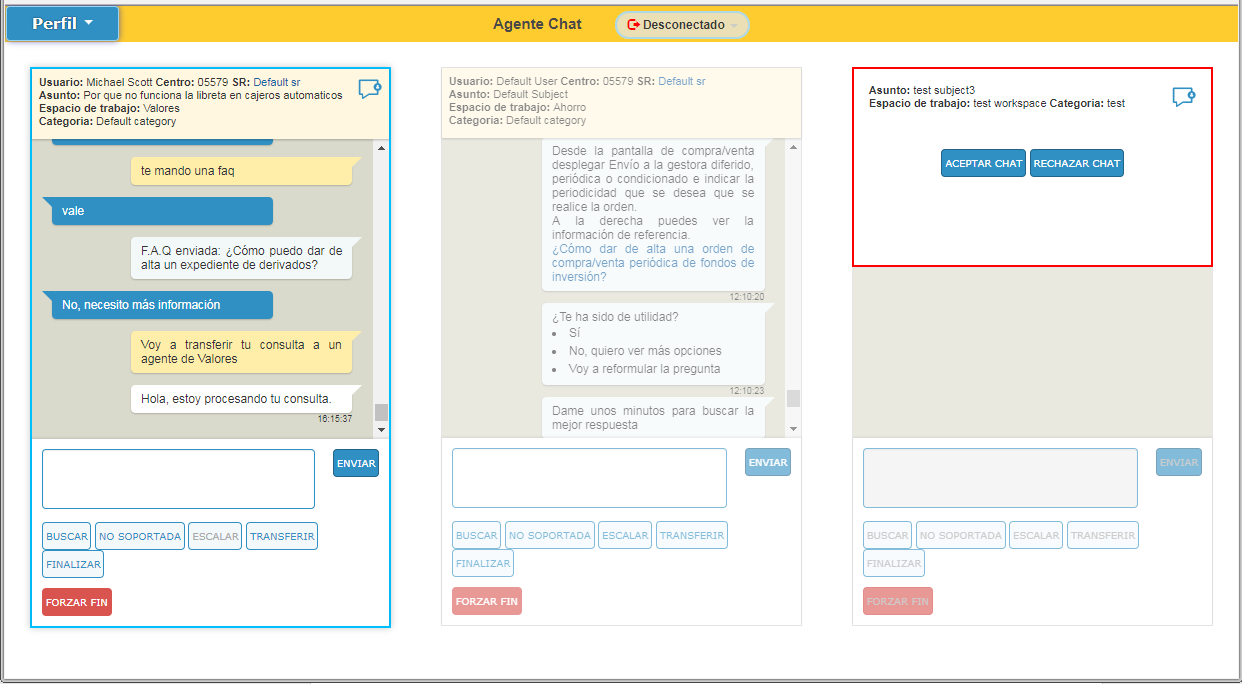 Perfil
Agente Chat
Desconectado
Usuario: Michael Scott Centro: 05579 SR: Default sr
Asunto: Por que no funciona la libreta en cajeros automaticos
Espacio de trabajo: Valores
Categoria: Default category
te mando una faq
vale
F.A.Q enviada: ¿Cómo puedo dar de
alta un expediente de derivados?
No, necesito más información
Voy a transferir tu consulta a un
agente de Valores
Hola, estoy procesando tu consulta.
16:15:37
ENVIAR
BUSCAR
NO SOPORTADA
ESCALAR
TRANSFERIR
FINALIZAR
FORZAR FIN
Usuario: Default User Centro: 05579 SR: Default sr
Asunto: Default Subject
Espacio de trabajo: Ahorro
Categoria: Default category
Desde la pantalla de compra/venta
desplegar Envío a la gestora diferido,
periódica o condicionado e indicar la
periodicidad que se desea que se
realice la orden.
A la derecha puedes ver la
información de referencia.
¿Cómo dar de alta una orden de
compra/venta periódica de fondos de
inversión?
12:10:20
¿Te ha sido de utilidad?
• Sí
• No, quiero ver más opciones
• Voy a reformular la pregunta
12:10:23
Dame unos minutos para buscar la
mejor respuesta
ENVIAR
BUSCAR
NO SOPORTADA
ESCALAR
TRANSFERIR
FINALIZAR
FORZAR FIN
Asunto: test subject3
Espacio de trabajo: test workspace Categoria: test
ACEPTAR CHAT
RECHAZAR CHAT
ENVIAR
BUSCAR
NO SOPORTADA
ESCALAR
TRANSFERIR
FINALIZAR
FORZAR FIN